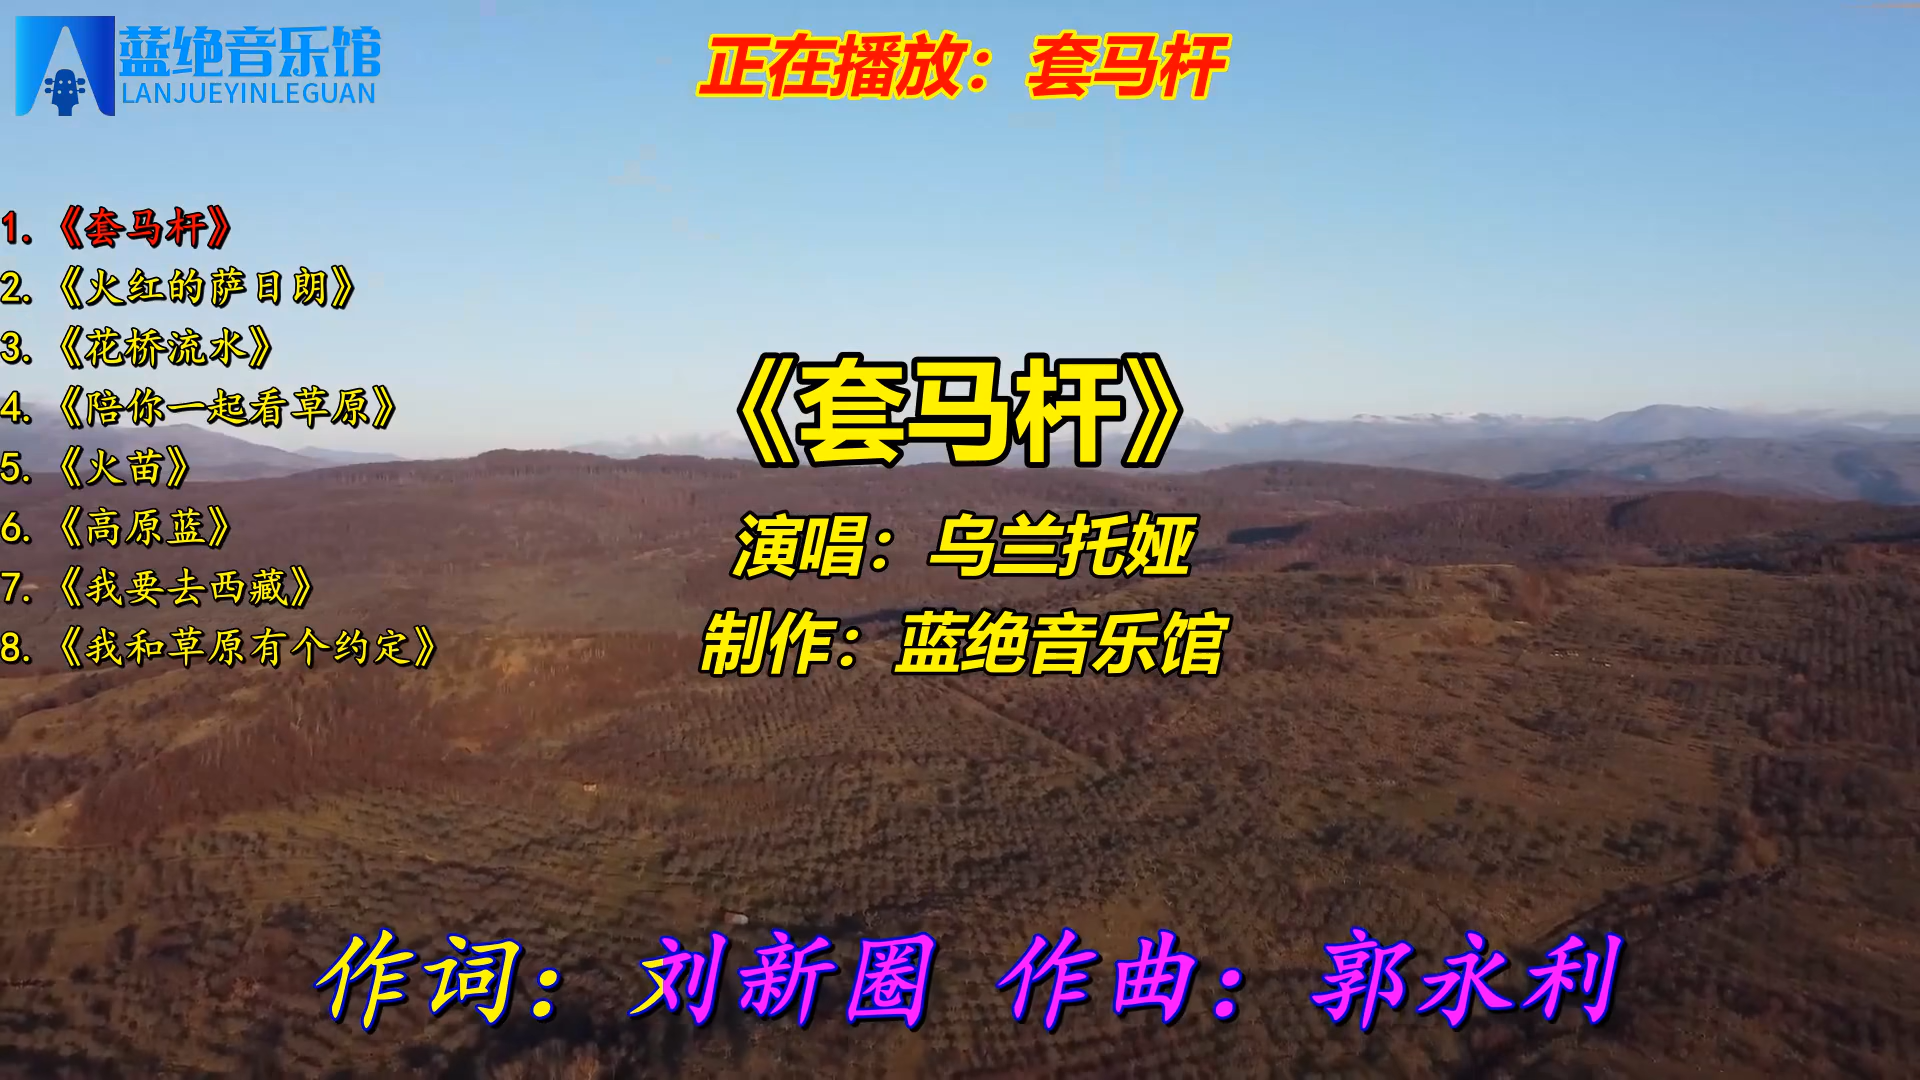 蓝绝音乐馆
LANJUEYINLEGUAN
正在播放：套马杆
1.《套马杆》
2.《火红的萨日朗》
3.《花桥流水》
4.《陪你一起看草原》
5.《火苗》
6.《高原蓝》
7.《我要去西藏》
8.《我和草原有个约定》
《套马杆》
演唱：乌兰托娅
制作：蓝绝音乐馆
作词：刘新圈 作曲：郭永利